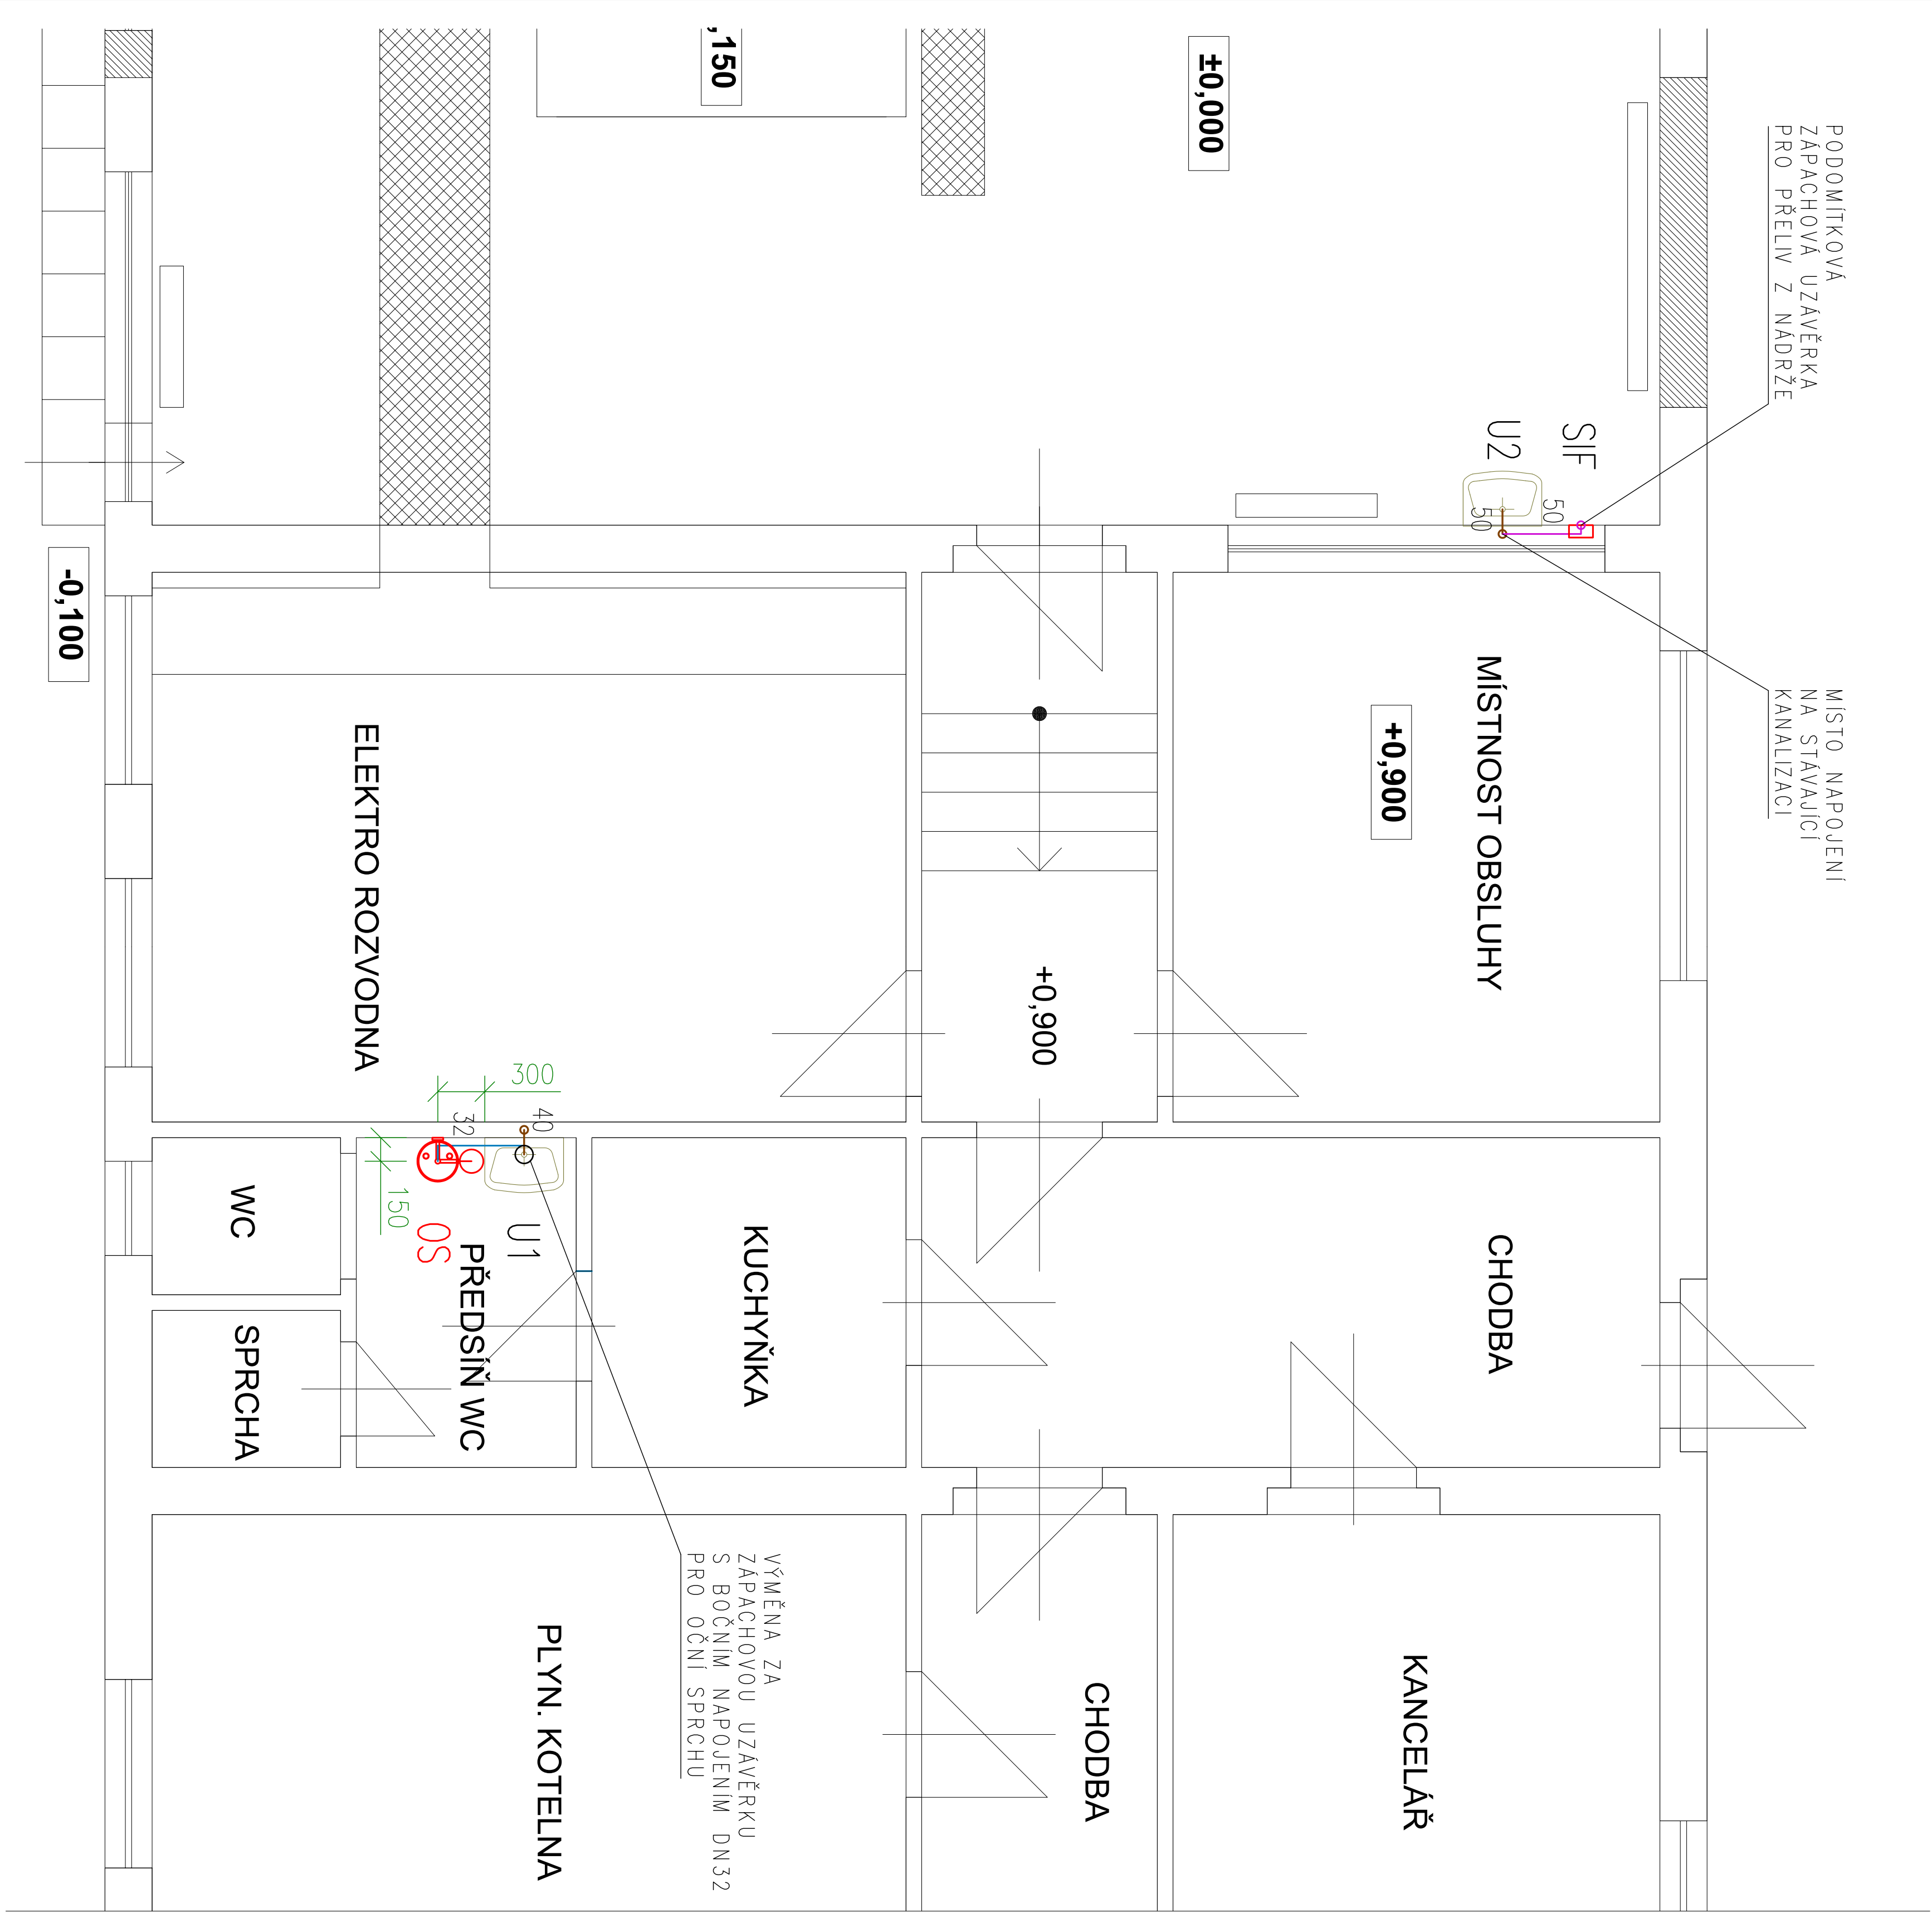 PODOMÍTKOVÁ
ZÁPACHOVÁ UZÁVĚRKA
PRO PŘELIV Z NÁDRŽE
MÍSTO NAPOJENÍ
NA STÁVAJÍCÍ
KANALIZACI
SIF
U2
50
50
±0,000
,150
-0,100
MÍSTNOST OBSLUHY
+0,900
+0,900
ELEKTRO ROZVODNA
300
40
32
150
OS
U1
WC
PŘEDSÍŇ WC
SPRCHA
KUCHYŇKA
CHODBA
VÝMĚNA ZA
ZÁPACHOVOU UZÁVĚRKU
S BOČNÍM NAPOJENÍM DN32
PRO OČNÍ SPRCHU
PLYN. KOTELNA
CHODBA
KANCELÁŘ